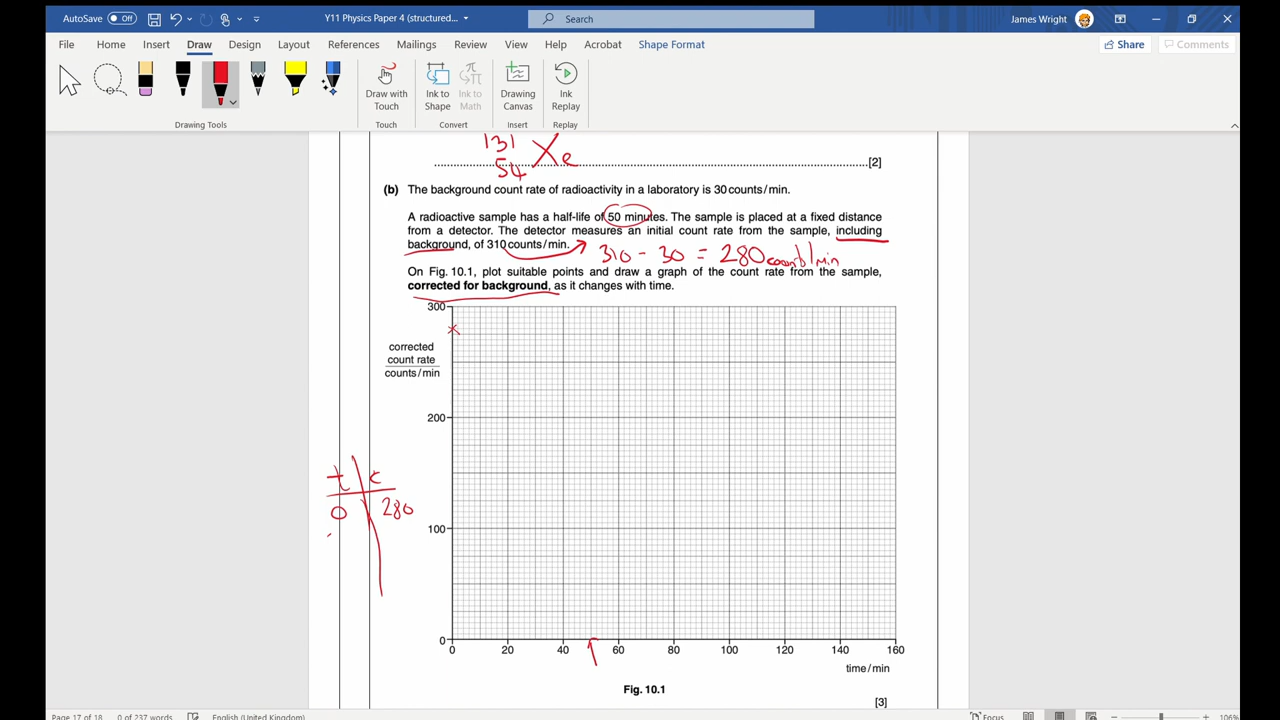 AutoSave Off Y11 Physics Paper 4 (structured... Search James Wright
File Home Insert Draw Design Layout References Mailings Review View Help Acrobat Shape Format Share Comments
Draw with Touch Ink to Shape Ink to Math Drawing Canvas Ink Replay
Drawing Tools Touch Convert Insert Replay
131
54 Xe [2]
(b) The background count rate of radioactivity in a laboratory is 30 counts/min.
A radioactive sample has a half-life of 50 minutes. The sample is placed at a fixed distance
from a detector. The detector measures an initial count rate from the sample, including
background, of 310 counts/min. 310 - 30 = 280 counts/min
On Fig. 10.1, plot suitable points and draw a graph of the count rate from the sample,
corrected for background, as it changes with time.
300
corrected
count rate
counts/min
200
t c
0 280
100
0
0 20 40 60 80 100 120 140 160
time/min
Fig. 10.1
[3]
Page 17 of 18 0 of 237 words English (United Kingdom) Focus 106%